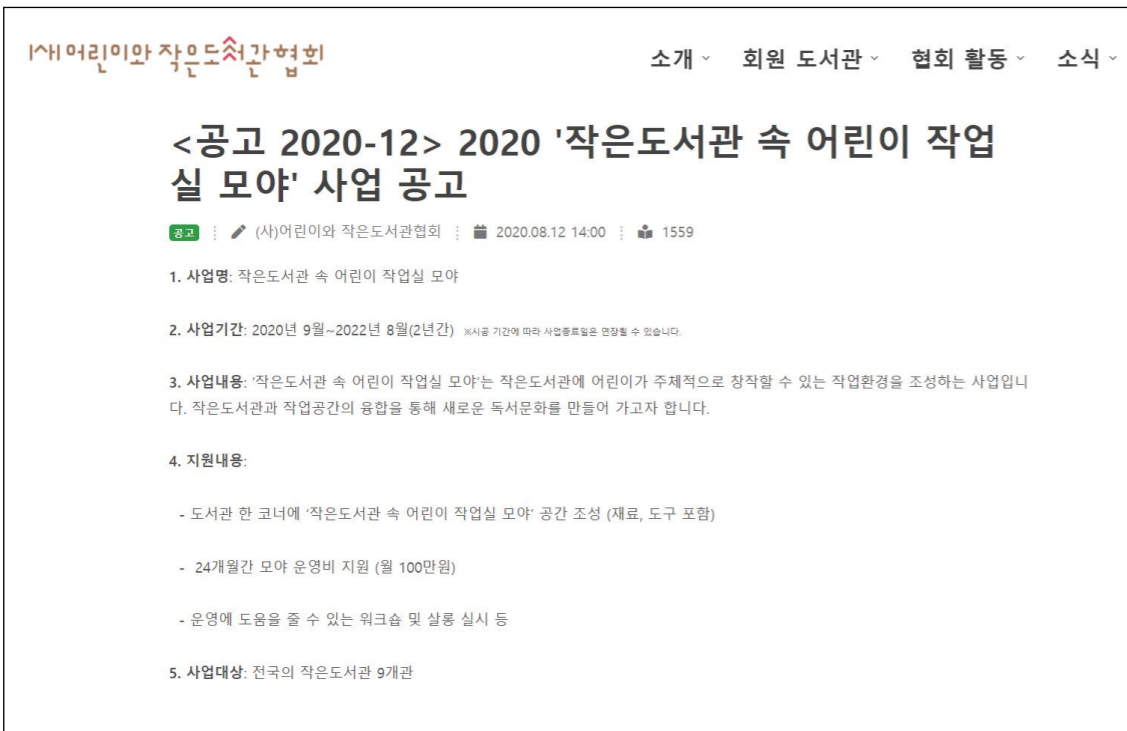 (사)어린이와 작은도서관협회
소개 회원 도서관 협회 활동 소식
<공고 2020-12> 2020 '작은도서관 속 어린이 작업
실 모야' 사업 공고
공고 (사)어린이와 작은도서관협회 2020.08.12 14:00 1559
1. 사업명: 작은도서관 속 어린이 작업실 모야
2. 사업기간: 2020년 9월~2022년 8월(2년간) ※시공 기간에 따라 사업종료일은 연장될 수 있습니다.
3. 사업내용: '작은도서관 속 어린이 작업실 모야'는 작은도서관에 어린이가 주체적으로 창작할 수 있는 작업환경을 조성하는 사업입니
다. 작은도서관과 작업공간의 융합을 통해 새로운 독서문화를 만들어 가고자 합니다.
4. 지원내용:
- 도서관 한 코너에 '작은도서관 속 어린이 작업실 모야' 공간 조성 (재료, 도구 포함)
- 24개월간 모야 운영비 지원 (월 100만원)
- 운영에 도움을 줄 수 있는 워크숍 및 살롱 실시 등
5. 사업대상: 전국의 작은도서관 9개관